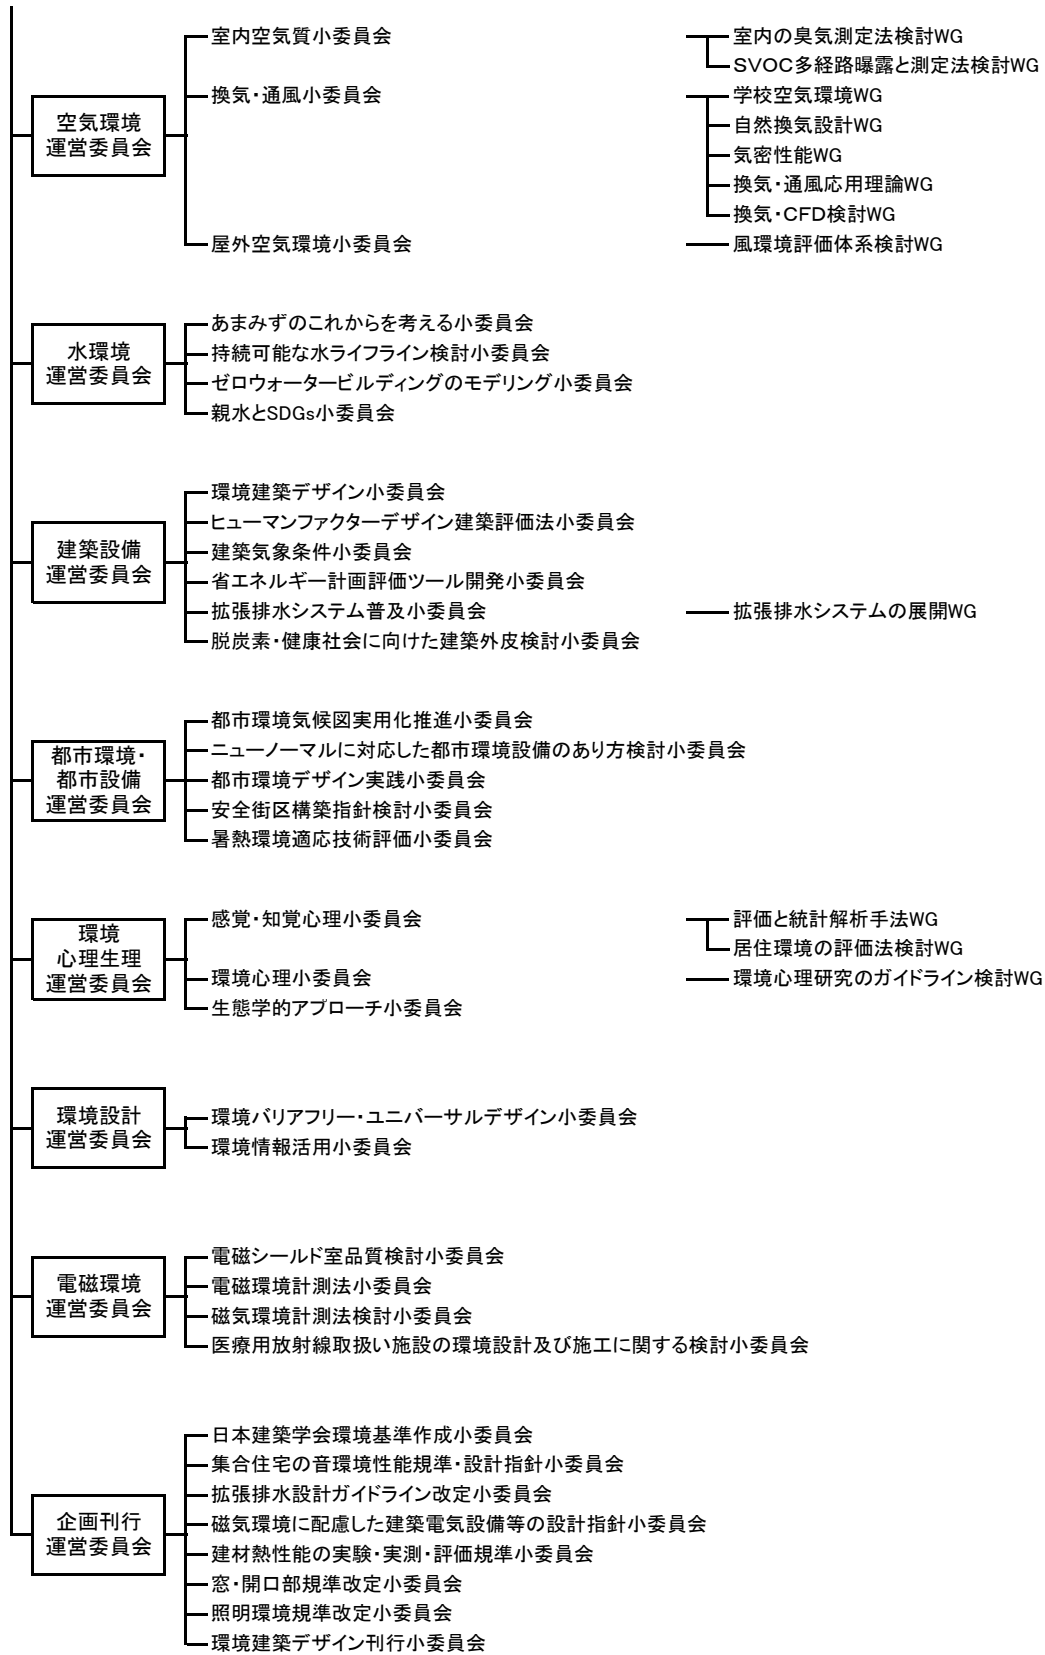 空気環境
運営委員会
室内空気質小委員会
室内の臭気測定法検討WG
SVOC多経路曝露と測定法検討WG
換気・通風小委員会
学校空気環境WG
自然換気設計WG
気密性能WG
換気・通風応用理論WG
換気・CFD検討WG
屋外空気環境小委員会
風環境評価体系検討WG
水環境
運営委員会
あまみずのこれからを考える小委員会
持続可能な水ライフライン検討小委員会
ゼロウォータービルディングのモデリング小委員会
親水とSDGs小委員会
建築設備
運営委員会
環境建築デザイン小委員会
ヒューマンファクターデザイン建築評価法小委員会
建築気象条件小委員会
省エネルギー計画評価ツール開発小委員会
拡張排水システム普及小委員会
拡張排水システムの展開WG
脱炭素・健康社会に向けた建築外皮検討小委員会
都市環境・
都市設備
運営委員会
都市環境気候図実用化推進小委員会
ニューノーマルに対応した都市環境設備のあり方検討小委員会
都市環境デザイン実践小委員会
安全街区構築指針検討小委員会
暑熱環境適応技術評価小委員会
環境
心理生理
運営委員会
感覚・知覚心理小委員会
評価と統計解析手法WG
居住環境の評価法検討WG
環境心理小委員会
環境心理研究のガイドライン検討WG
生態学的アプローチ小委員会
環境設計
運営委員会
環境バリアフリー・ユニバーサルデザイン小委員会
環境情報活用小委員会
電磁環境
運営委員会
電磁シールド室品質検討小委員会
電磁環境計測法小委員会
磁気環境計測法検討小委員会
医療用放射線取扱い施設の環境設計及び施工に関する検討小委員会
企画刊行
運営委員会
日本建築学会環境基準作成小委員会
集合住宅の音環境性能規準・設計指針小委員会
拡張排水設計ガイドライン改定小委員会
磁気環境に配慮した建築電気設備等の設計指針小委員会
建材熱性能の実験・実測・評価規準小委員会
窓・開口部規準改定小委員会
照明環境規準改定小委員会
環境建築デザイン刊行小委員会